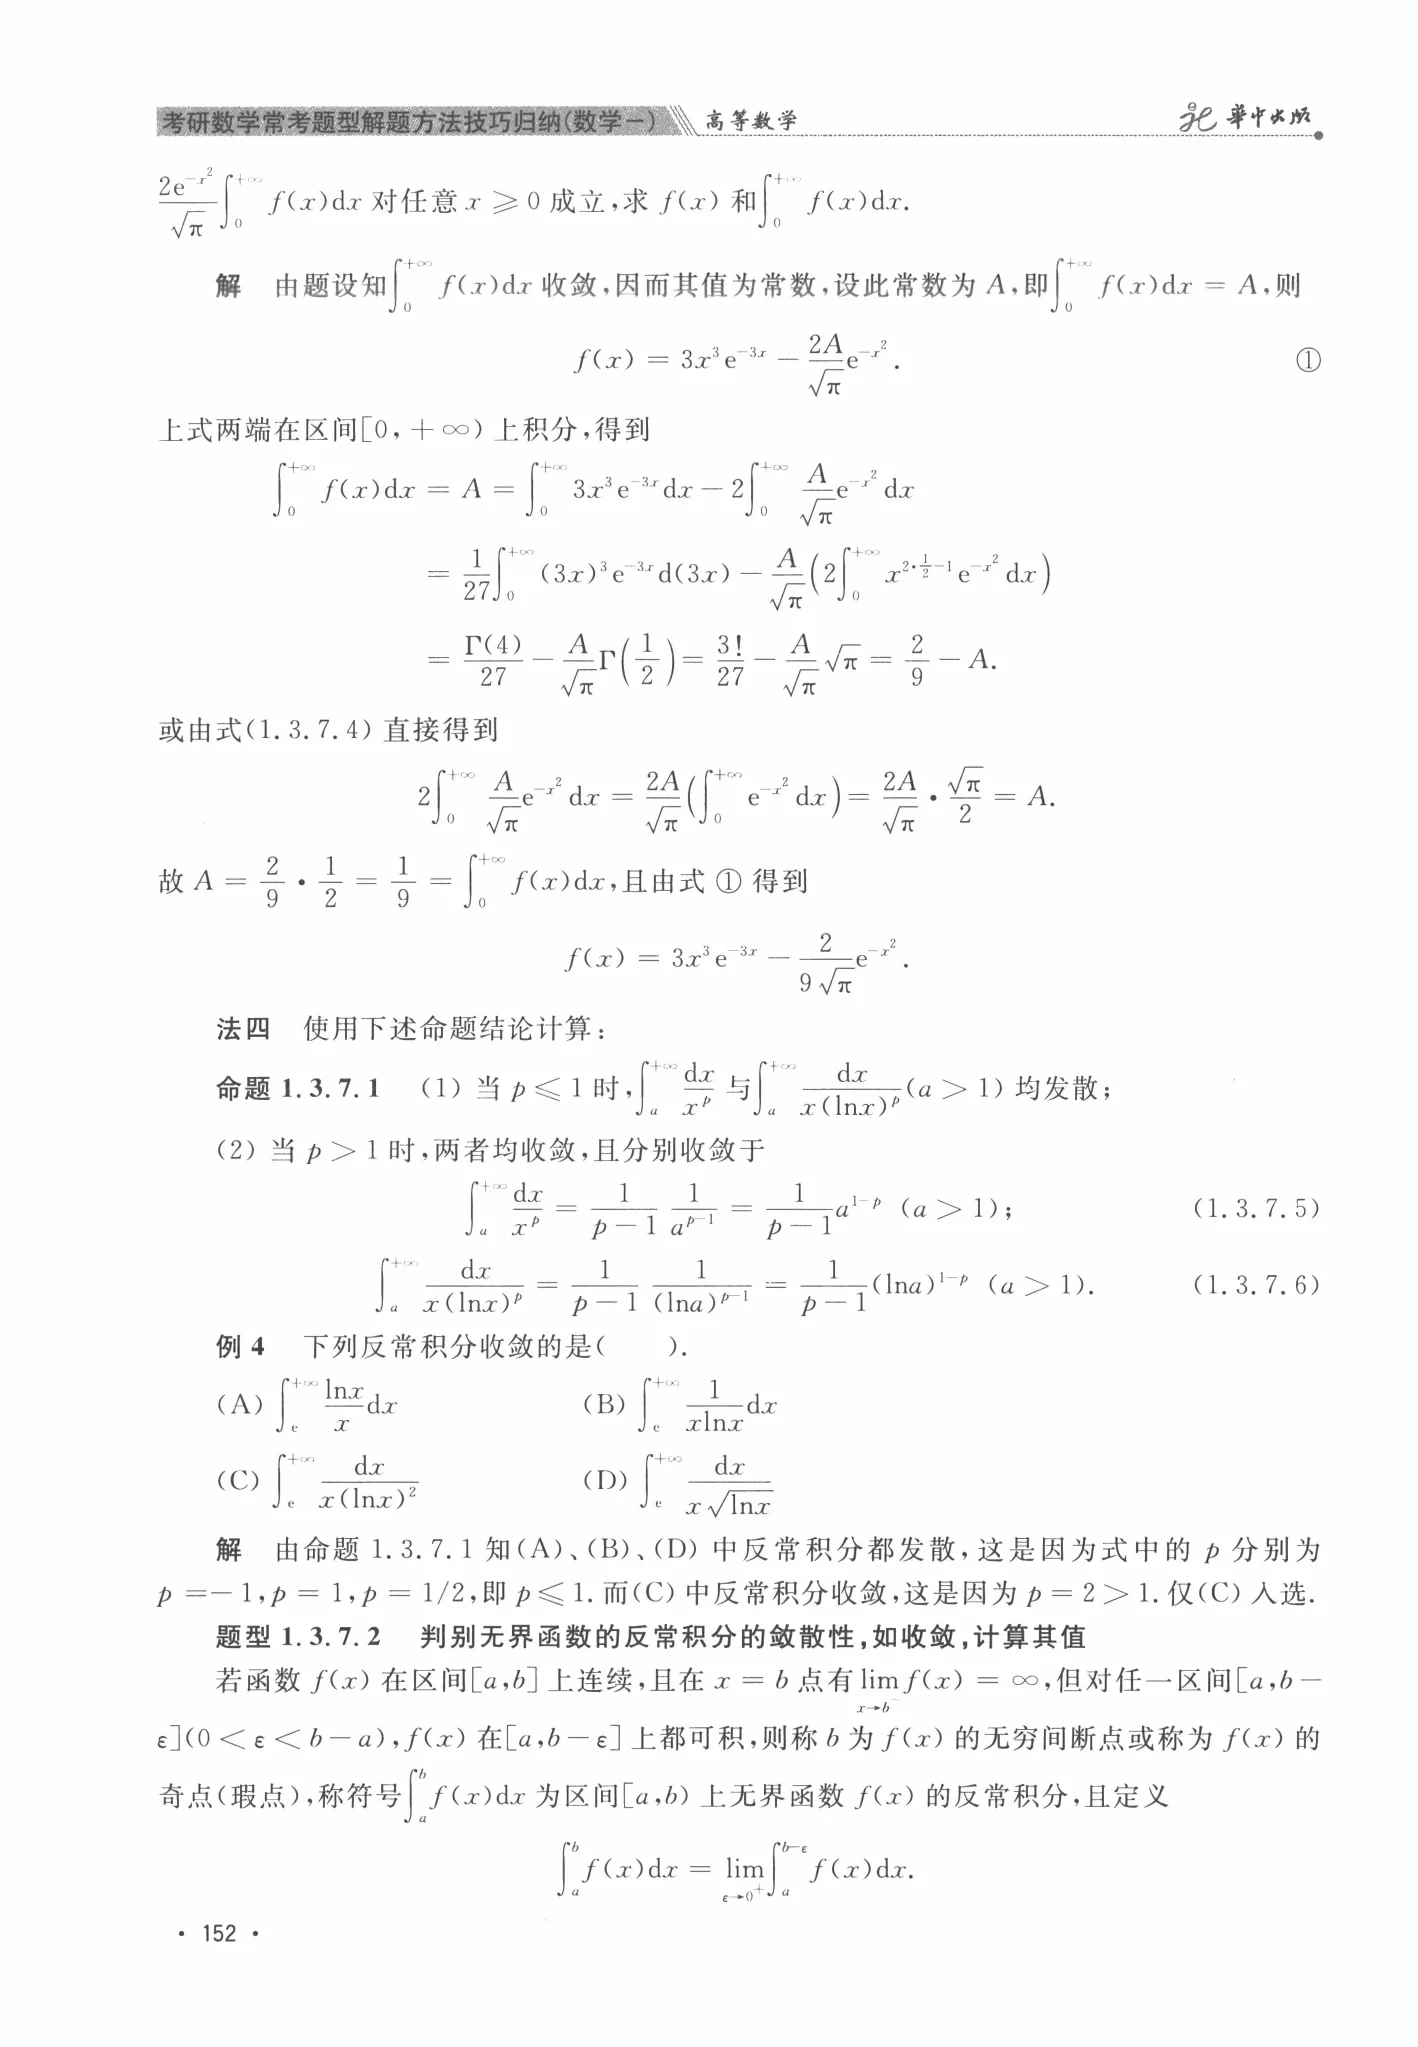 考研数学常考题型解题方法技巧归纳(数学一) 高等数学 华中出版
$\frac{2e^{-x^2}}{\sqrt{\pi}}\int_0^{+\infty} f(x)dx$ 对任意 $x \geqslant 0$ 成立,求 $f(x)$ 和 $\int_0^{+\infty} f(x)dx$.
解 由题设知 $\int_0^{+\infty} f(x)dx$ 收敛,因而其值为常数,设此常数为 A,即 $\int_0^{+\infty} f(x)dx = A$,则
$f(x) = 3x^3e^{-3x} - \frac{2A}{\sqrt{\pi}}e^{-x^2}$. ①
上式两端在区间[0,+∞)上积分,得到
$\int_0^{+\infty} f(x)dx = A = \int_0^{+\infty} 3x^3e^{-3x}dx - 2\int_0^{+\infty} \frac{A}{\sqrt{\pi}}e^{-x^2}dx$
$= \frac{1}{27}\int_0^{+\infty} (3x)^3e^{-3x}d(3x) - \frac{A}{\sqrt{\pi}}\left(2\int_0^{+\infty} x^{2\cdot\frac{1}{2}-1}e^{-x^2}dx\right)$
$= \frac{\Gamma(4)}{27} - \frac{A}{\sqrt{\pi}}\Gamma\left(\frac{1}{2}\right) = \frac{3!}{27} - \frac{A}{\sqrt{\pi}}\sqrt{\pi} = \frac{2}{9} - A.$
或由式(1.3.7.4)直接得到
$2\int_0^{+\infty} \frac{A}{\sqrt{\pi}}e^{-x^2}dx = \frac{2A}{\sqrt{\pi}}\left(\int_0^{+\infty} e^{-x^2}dx\right) = \frac{2A}{\sqrt{\pi}}\cdot\frac{\sqrt{\pi}}{2} = A.$
故 $A = \frac{2}{9}\cdot\frac{1}{2} = \frac{1}{9} = \int_0^{+\infty} f(x)dx$,且由式 ① 得到
$f(x) = 3x^3e^{-3x} - \frac{2}{9\sqrt{\pi}}e^{-x^2}$.
法四 使用下述命题结论计算:
命题 1.3.7.1 (1) 当 $p \leqslant 1$ 时,$\int_a^{+\infty} \frac{dx}{x^p}$ 与 $\int_a^{+\infty} \frac{dx}{x(\ln x)^p}(a > 1)$ 均发散;
(2) 当 $p > 1$ 时,两者均收敛,且分别收敛于
$\int_a^{+\infty} \frac{dx}{x^p} = \frac{1}{p-1}\frac{1}{a^{p-1}} = \frac{1}{p-1}a^{1-p}\ (a > 1);$ (1.3.7.5)
$\int_a^{+\infty} \frac{dx}{x(\ln x)^p} = \frac{1}{p-1}\frac{1}{(\ln a)^{p-1}} = \frac{1}{p-1}(\ln a)^{1-p}\ (a > 1).$ (1.3.7.6)
例 4 下列反常积分收敛的是( ).
(A) $\int_e^{+\infty} \frac{\ln x}{x}dx$ (B) $\int_e^{+\infty} \frac{1}{x\ln x}dx$
(C) $\int_e^{+\infty} \frac{dx}{x(\ln x)^2}$ (D) $\int_e^{+\infty} \frac{dx}{x\sqrt{\ln x}}$
解 由命题 1.3.7.1 知(A)、(B)、(D) 中反常积分都发散,这是因为式中的 p 分别为
$p = -1, p = 1, p = 1/2$,即 $p \leqslant 1$. 而(C) 中反常积分收敛,这是因为 $p = 2 > 1$. 仅(C) 入选.
题型 1.3.7.2 判别无界函数的反常积分的敛散性,如收敛,计算其值
若函数 $f(x)$ 在区间$[a,b]$ 上连续,且在 $x = b$ 点有 $\lim_{x\to b^-} f(x) = \infty$,但对任一区间$[a,b-$
$\varepsilon](0 < \varepsilon < b-a)$,$f(x)$ 在$[a,b-\varepsilon]$ 上都可积,则称 b 为 $f(x)$ 的无穷间断点或称为 $f(x)$ 的
奇点(瑕点),称符号 $\int_a^b f(x)dx$ 为区间$[a,b)$ 上无界函数 $f(x)$ 的反常积分,且定义
$\int_a^b f(x)dx = \lim_{\varepsilon\to 0^+}\int_a^{b-\varepsilon} f(x)dx.$
· 152 ·